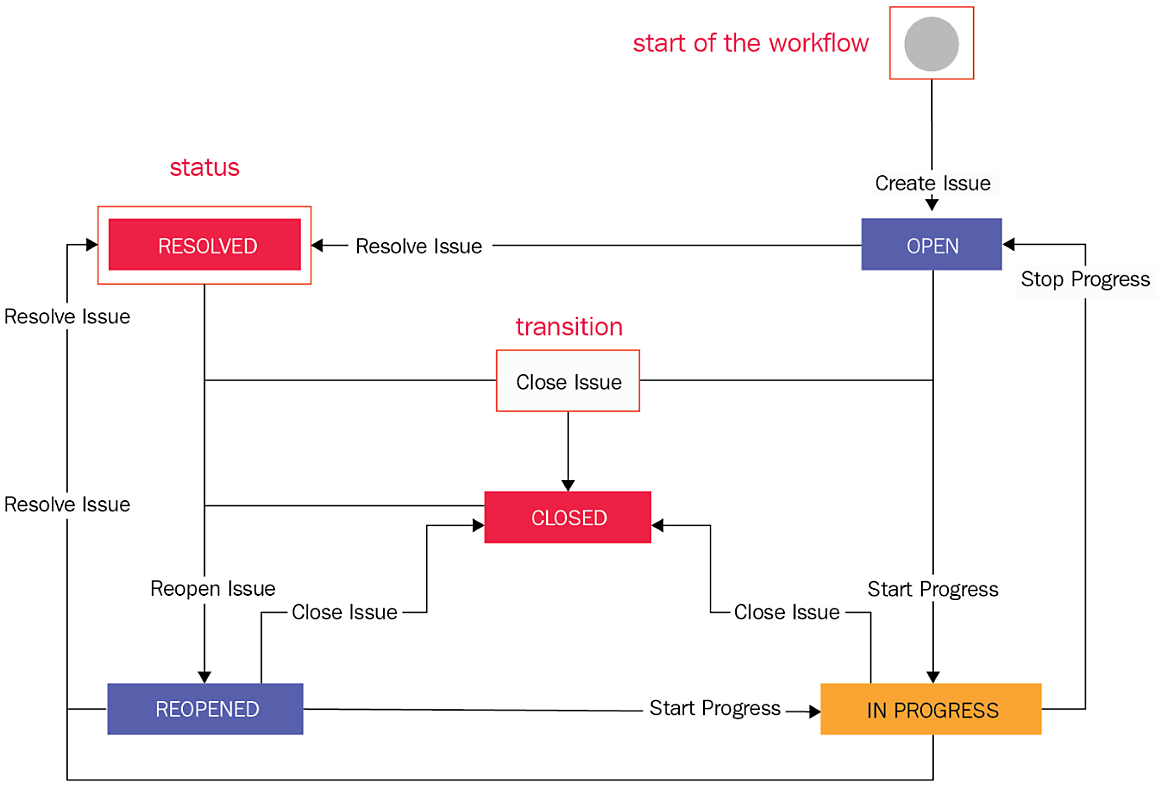 start of the workflow
status
Create Issue
RESOLVED
Resolve Issue
OPEN
Stop Progress
Resolve Issue
transition
Close Issue
Resolve Issue
CLOSED
Reopen Issue
Start Progress
Close Issue
Close Issue
REOPENED
Start Progress
IN PROGRESS